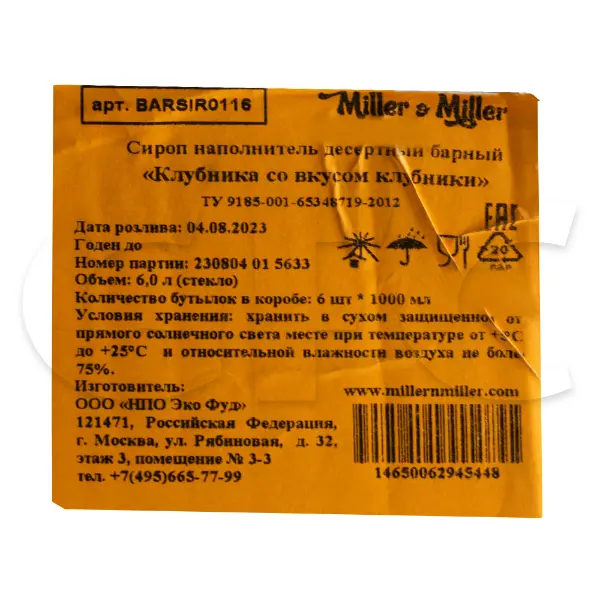 арт. BARSIR0116
Miller & Miller
Сироп наполнитель десертный барный
«Клубника со вкусом клубники»
ТУ 9185-001-65348719-2012
Дата розлива: 04.08.2023
Годен до
Номер партии: 230804 01 5633
Объем: 6,0 л (стекло)
EAC
20
PAP
Количество бутылок в коробе: 6 шт * 1000 мл
Условия хранения: хранить в сухом защищенном от
прямого солнечного света месте при температуре от
до +25°С и относительной влажности воздуха не более
75%.
Изготовитель:
ООО «НПО Эко Фуд»
121471, Российская Федерация,
г. Москва, ул. Рябиновая, д. 32,
этаж 3, помещение № 3-3
тел. +7(495)665-77-99
www.millernmiller.com
14650062945448